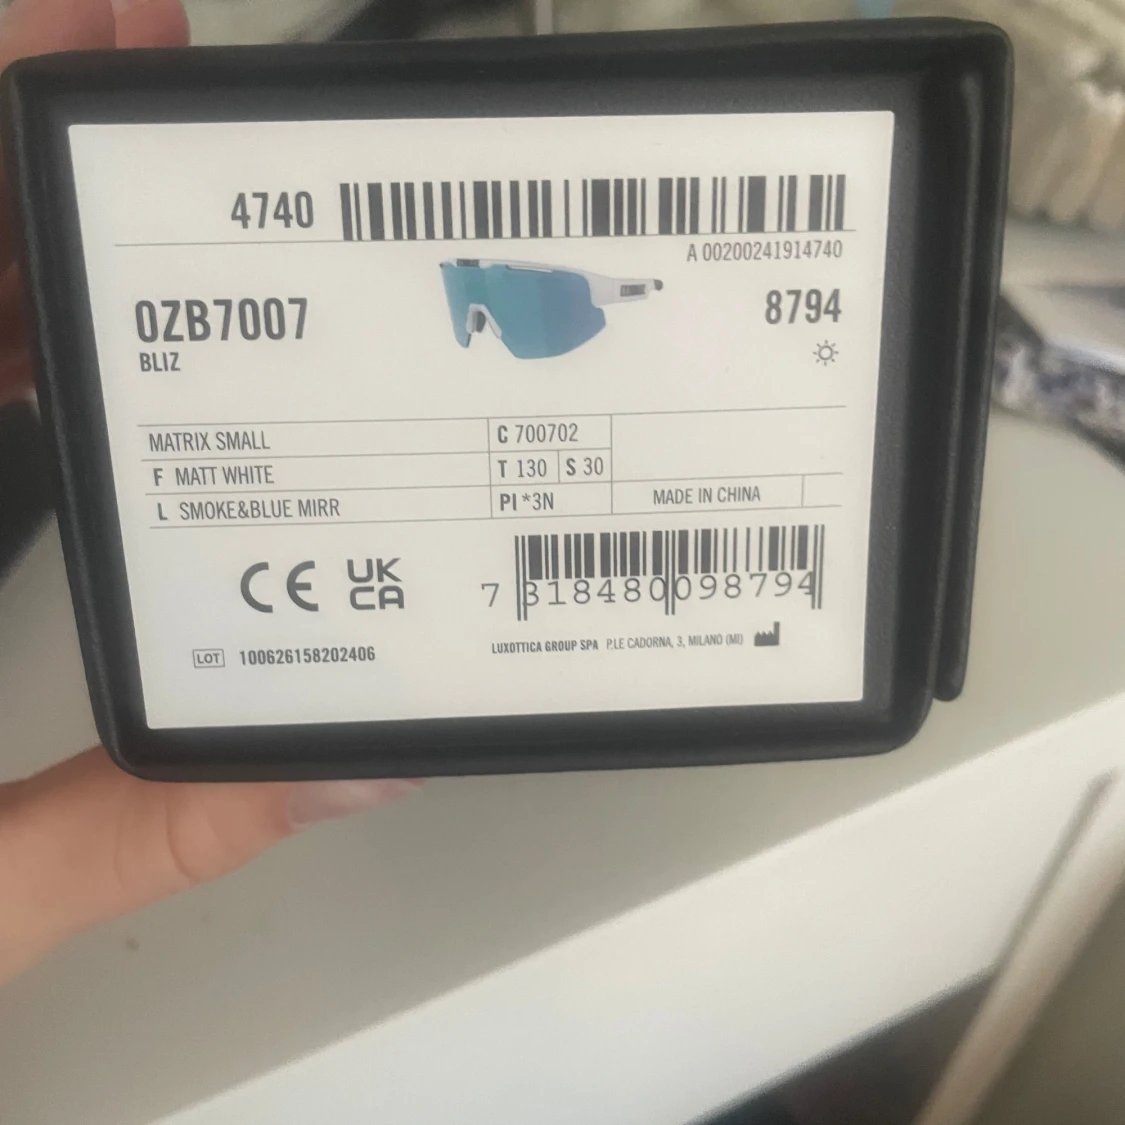 4740
A 00200241914740
0ZB7007
8794
BLIZ
MATRIX SMALL
C 700702
F MATT WHITE
T 130 S 30
L SMOKE&BLUE MIRR
PI *3N
MADE IN CHINA
CE UK CA
7 318480 098794
LOT 100626158202406
LUXOTTICA GROUP SPA P.LE CADORNA, 3, MILANO (MI)